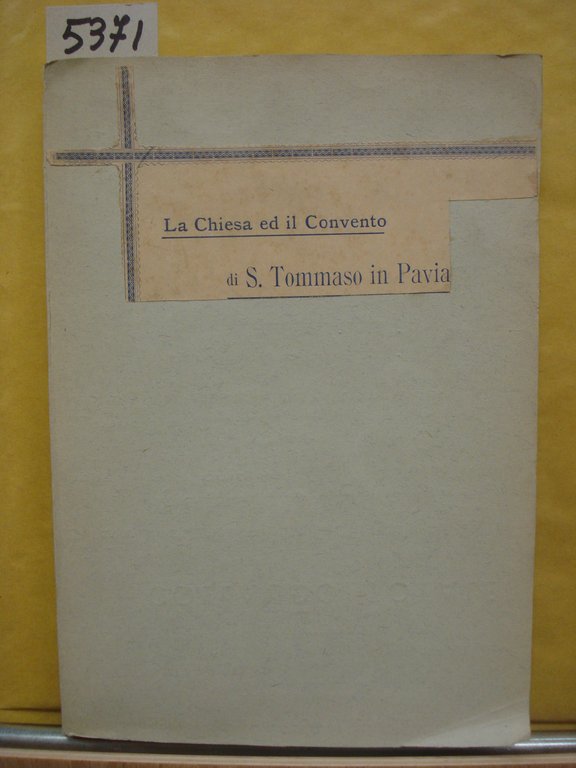 5371
La Chiesa ed il Convento
di S. Tommaso in Pavia